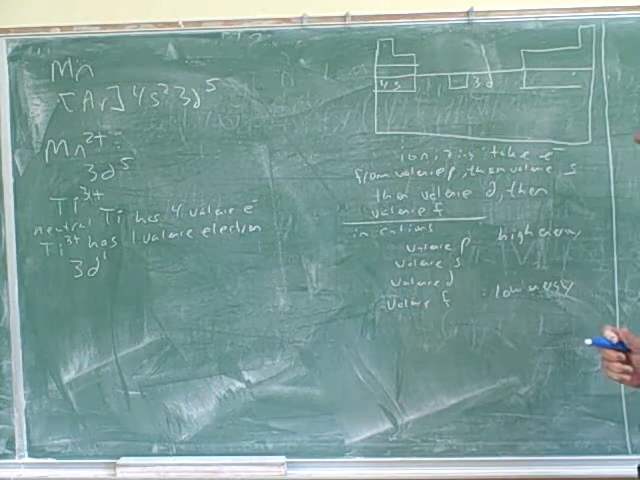 Mn
[Ar] 4s² 3d⁵
Mn²⁺:
3d⁵
Ti³⁺
neutral Ti has 4 valence e⁻
Ti³⁺ has 1 valence electron
3d¹
4s 3d
ionizing: take e⁻
from valence p, then valence s
then valence d, then
valence f
in cations
valence p high energy
valence s
valence d
valence f low energy